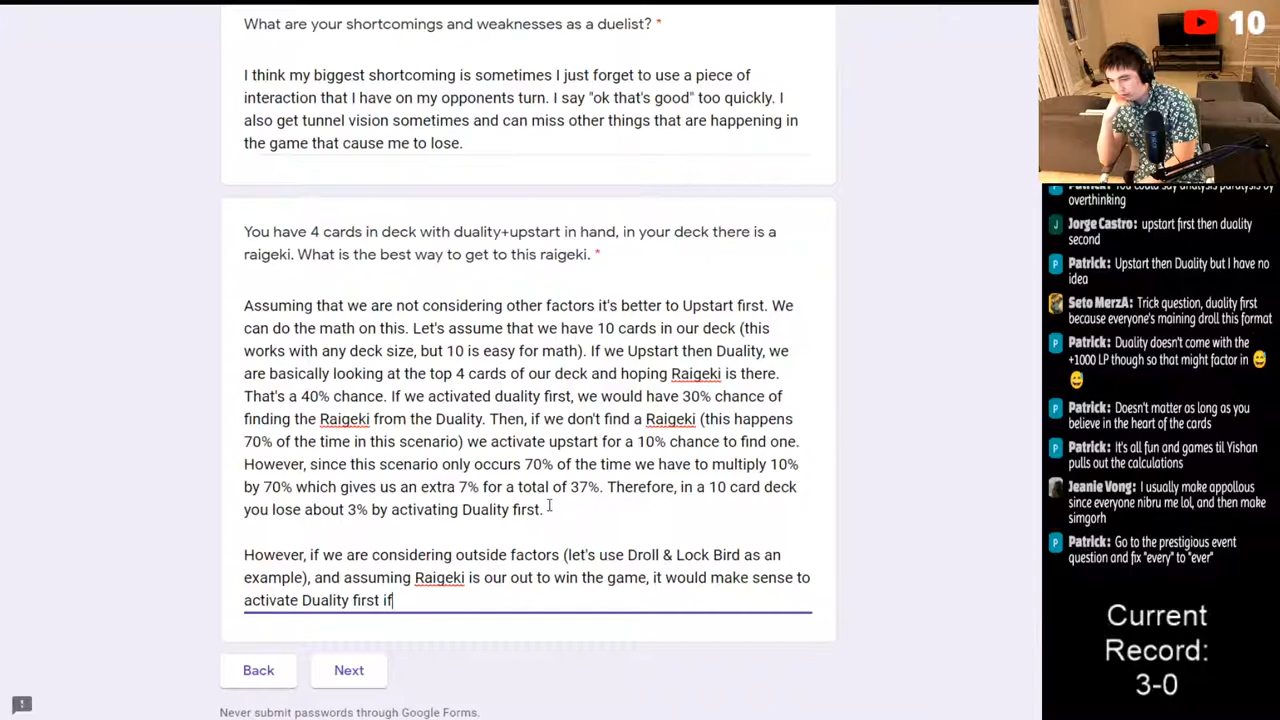 What are your shortcomings and weaknesses as a duelist? *
I think my biggest shortcoming is sometimes I just forget to use a piece of
interaction that I have on my opponents turn. I say "ok that's good" too quickly. I
also get tunnel vision sometimes and can miss other things that are happening in
the game that cause me to lose.
You have 4 cards in deck with duality+upstart in hand, in your deck there is a
raigeki. What is the best way to get to this raigeki. *
Assuming that we are not considering other factors it's better to Upstart first. We
can do the math on this. Let's assume that we have 10 cards in our deck (this
works with any deck size, but 10 is easy for math). If we Upstart then Duality, we
are basically looking at the top 4 cards of our deck and hoping Raigeki is there.
That's a 40% chance. If we activated duality first, we would have 30% chance of
finding the Raigeki from the Duality. Then, if we don't find a Raigeki (this happens
70% of the time in this scenario) we activate upstart for a 10% chance to find one.
However, since this scenario only occurs 70% of the time we have to multiply 10%
by 70% which gives us an extra 7% for a total of 37%. Therefore, in a 10 card deck
you lose about 3% by activating Duality first.
However, if we are considering outside factors (let's use Droll & Lock Bird as an
example), and assuming Raigeki is our out to win the game, it would make sense to
activate Duality first if
Back
Next
Never submit passwords through Google Forms.
10
Patrick: You could say analysis paralysis by
overthinking
J
Jorge Castro: upstart first then duality
second
P
Patrick: Upstart then Duality but I have no
idea
Seto MerzA: Trick question, duality first
because everyone's maining droll this format
P
Patrick: Duality doesn't come with the
+1000 LP though so that might factor in 😅
😅
P
Patrick: Doesn't matter as long as you
believe in the heart of the cards
P
Patrick: It's all fun and games til Yishan
pulls out the calculations
Jeanie Vong: I usually make appollous
since everyone nibru me lol, and then make
simgorh
P
Patrick: Go to the prestigious event
question and fix "every" to "ever"
Current
Record:
3-0